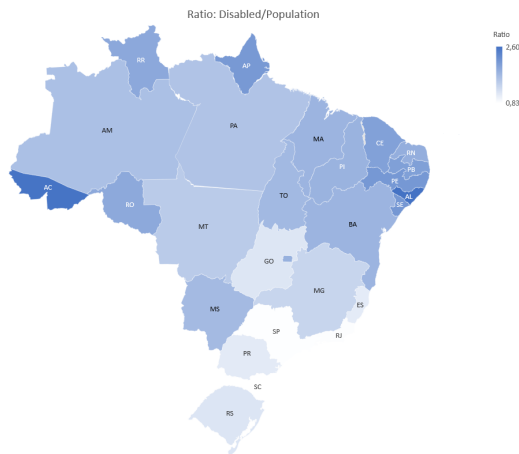 Ratio: Disabled/Population
Ratio
2,60
0,83
RR
AP
AM
PA
MA
CE
RN
PB
PI
PE
AC
AL
TO
SE
RO
BA
MT
GO
MG
MS
ES
SP
RJ
PR
SC
RS